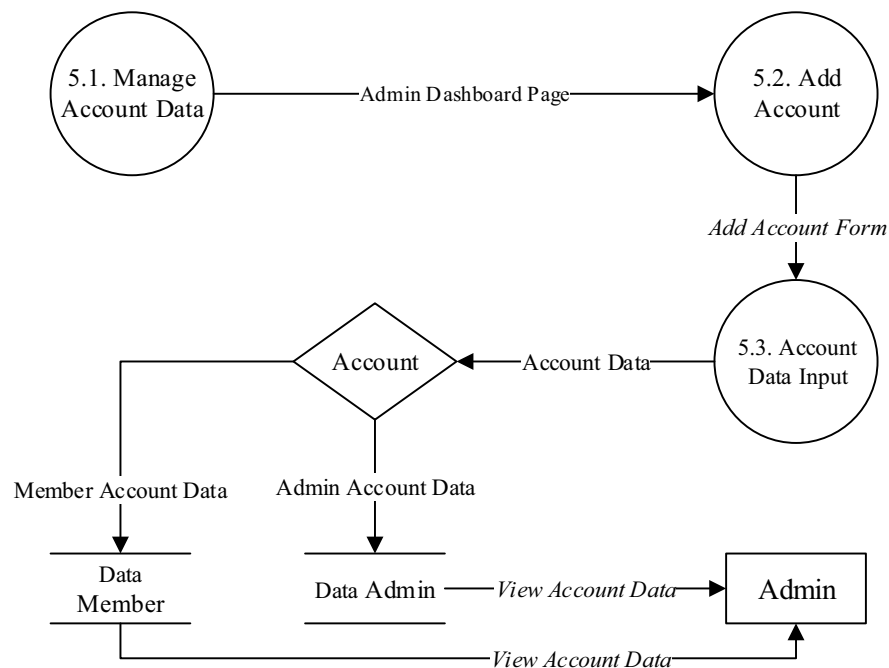 5.1. Manage
Account Data
Admin Dashboard Page
5.2. Add
Account
Add Account Form
5.3. Account
Data Input
Account Data
Account
Member Account Data
Admin Account Data
Data
Member
Data Admin
View Account Data
Admin
View Account Data